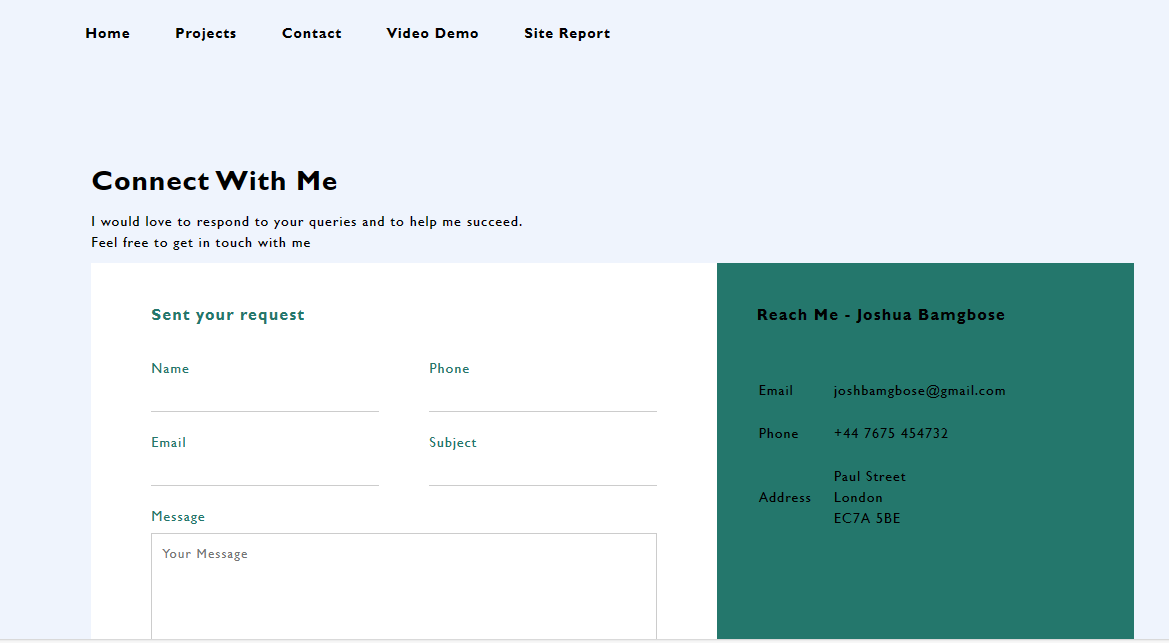 Home Projects Contact Video Demo Site Report
Connect With Me
I would love to respond to your queries and to help me succeed.
Feel free to get in touch with me
Sent your request
Name Phone
Email Subject
Message
Your Message
Reach Me - Joshua Bamgbose
Email joshbamgbose@gmail.com
Phone +44 7675 454732
Paul Street
Address London
EC7A 5BE